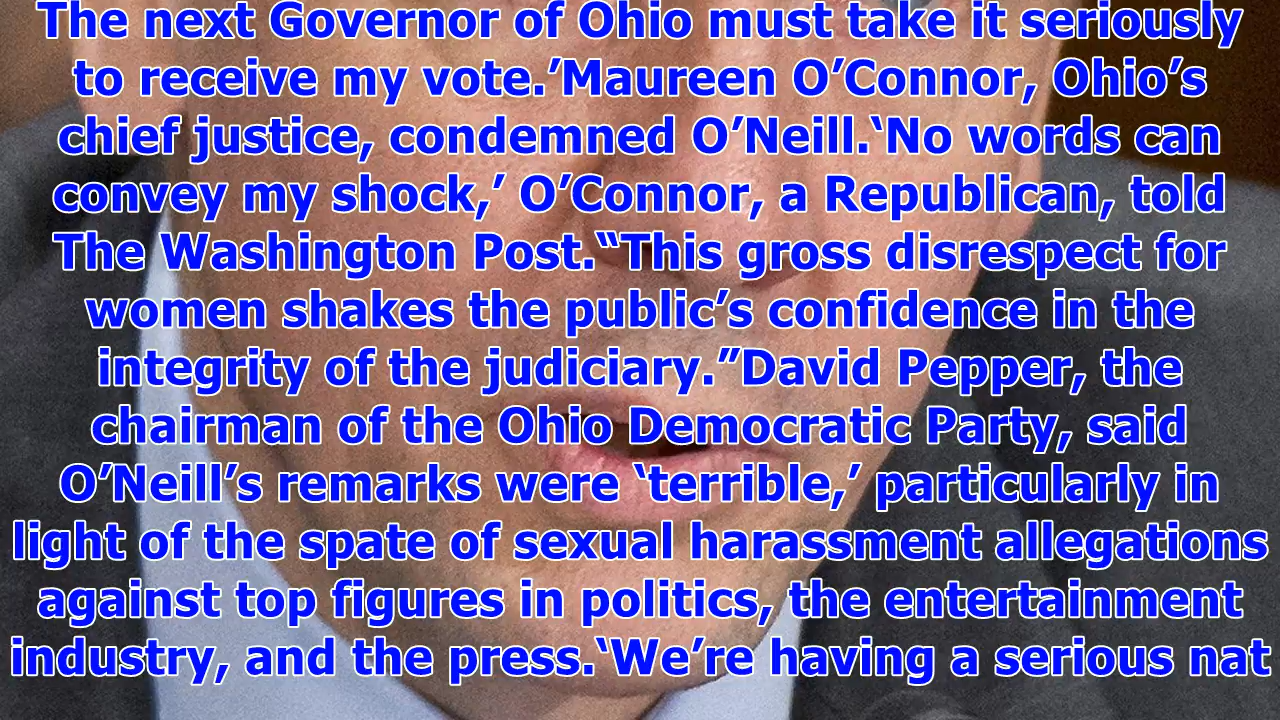 The next Governor of Ohio must take it seriously
to receive my vote.’Maureen O’Connor, Ohio’s
chief justice, condemned O’Neill.‘No words can
convey my shock,’ O’Connor, a Republican, told
The Washington Post.“This gross disrespect for
women shakes the public’s confidence in the
integrity of the judiciary.”David Pepper, the
chairman of the Ohio Democratic Party, said
O’Neill’s remarks were ‘terrible,’ particularly in
light of the spate of sexual harassment allegations
against top figures in politics, the entertainment
industry, and the press.‘We’re having a serious nat